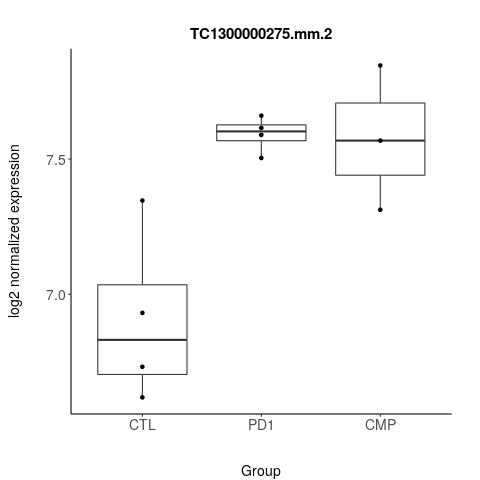 TC1300000275.mm.2
log2 normalized expression
7.5
7.0
CTL PD1 CMP
Group